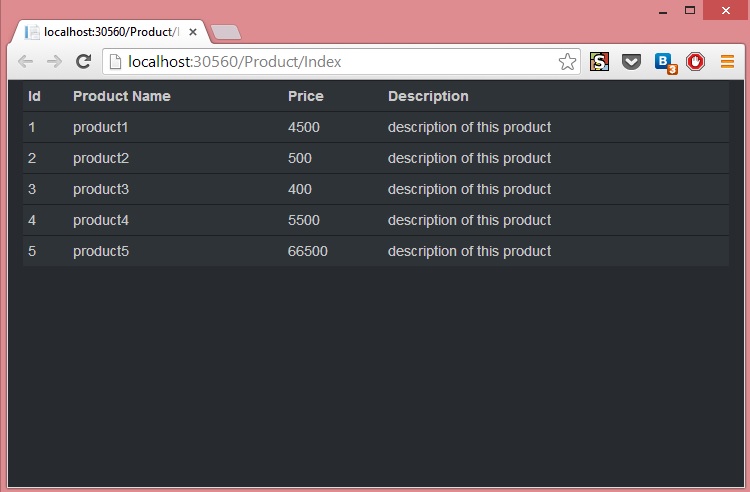 localhost:30560/Product/I
localhost:30560/Product/Index
S
B
3
Id Product Name Price Description
1 product1 4500 description of this product
2 product2 500 description of this product
3 product3 400 description of this product
4 product4 5500 description of this product
5 product5 66500 description of this product